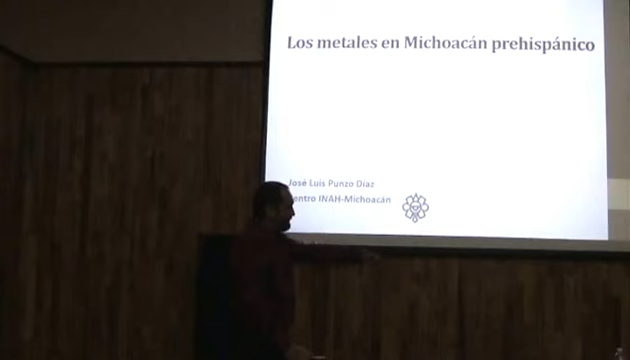 Los metales en Michoacán prehispánico
José Luis Punzo Díaz
entro INAH-Michoacán